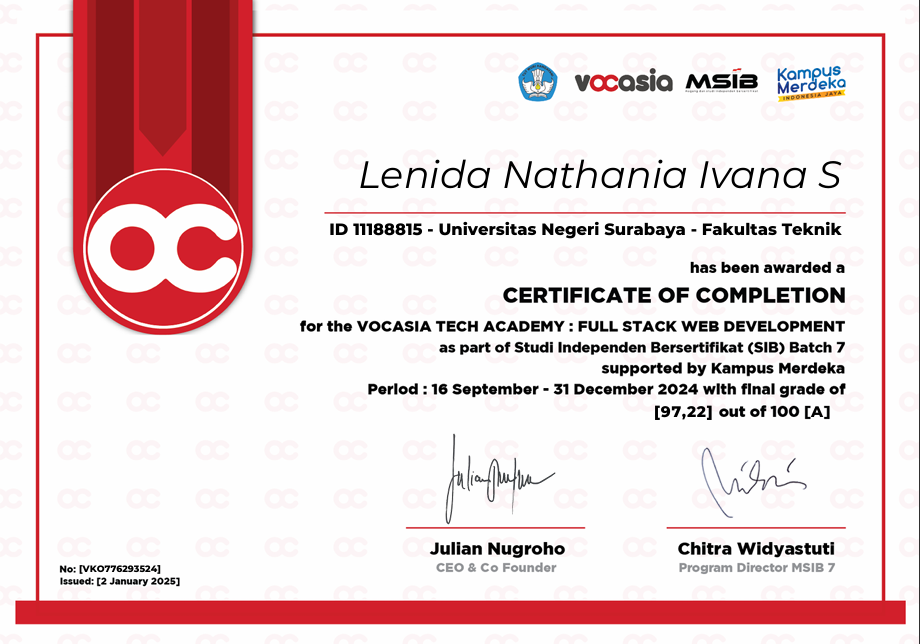 vocasia
MSIB
Kampus
Merdeka
INDONESIA JAYA
Lenida Nathania Ivana S
ID 11188815 - Universitas Negeri Surabaya - Fakultas Teknik
has been awarded a
CERTIFICATE OF COMPLETION
for the VOCASIA TECH ACADEMY : FULL STACK WEB DEVELOPMENT
as part of Studi Independen Bersertifikat (SIB) Batch 7
supported by Kampus Merdeka
Period : 16 September - 31 December 2024 with final grade of
[97,22] out of 100 [A]
Julian Nugroho
CEO & Co Founder
Chitra Widyastuti
Program Director MSIB 7
No: [VKO776293524]
Issued: [2 January 2025]